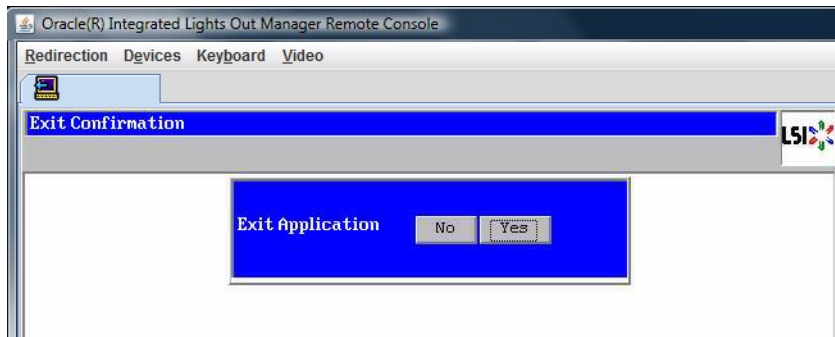 Oracle(R) Integrated Lights Out Manager Remote Console
Redirection Devices Keyboard Video
Exit Confirmation
LSI
Exit Application No Yes